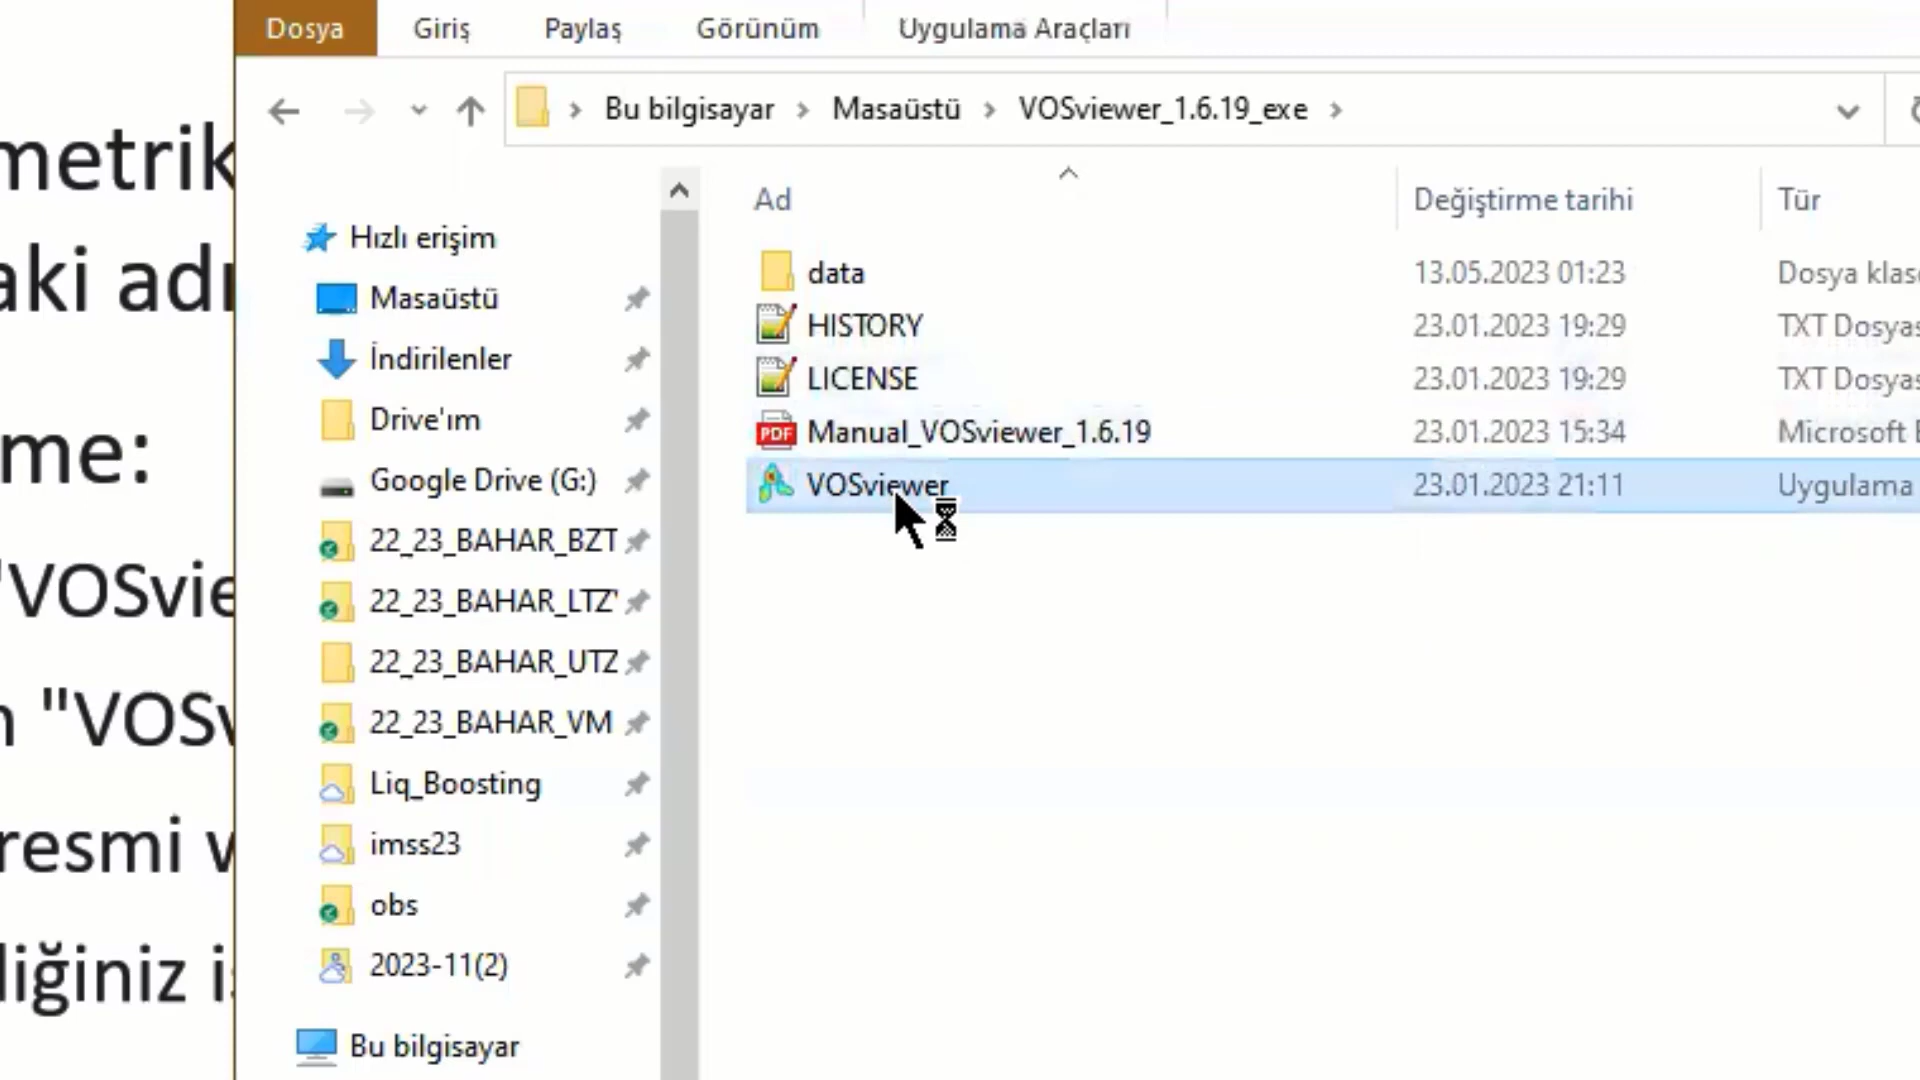 Dosya Giriş Paylaş Görünüm Uygulama Araçları
Bu bilgisayar Masaüstü VOSviewer_1.6.19_exe
Ad Değiştirme tarihi Tür
data 13.05.2023 01:23 Dosya klas
HISTORY 23.01.2023 19:29 TXT Dosyas
LICENSE 23.01.2023 19:29 TXT Dosyas
PDF Manual_VOSviewer_1.6.19 23.01.2023 15:34 Microsoft
VOSviewer 23.01.2023 21:11 Uygulama
Hızlı erişim
Masaüstü
İndirilenler
Drive'ım
Google Drive (G:)
22_23_BAHAR_BZT
22_23_BAHAR_LTZ
22_23_BAHAR_UTZ
22_23_BAHAR_VM
Liq_Boosting
imss23
obs
2023-11(2)
Bu bilgisayar
metrik
aki adı
me:
"VOSvie
n "VOSv
resmi
liğiniz